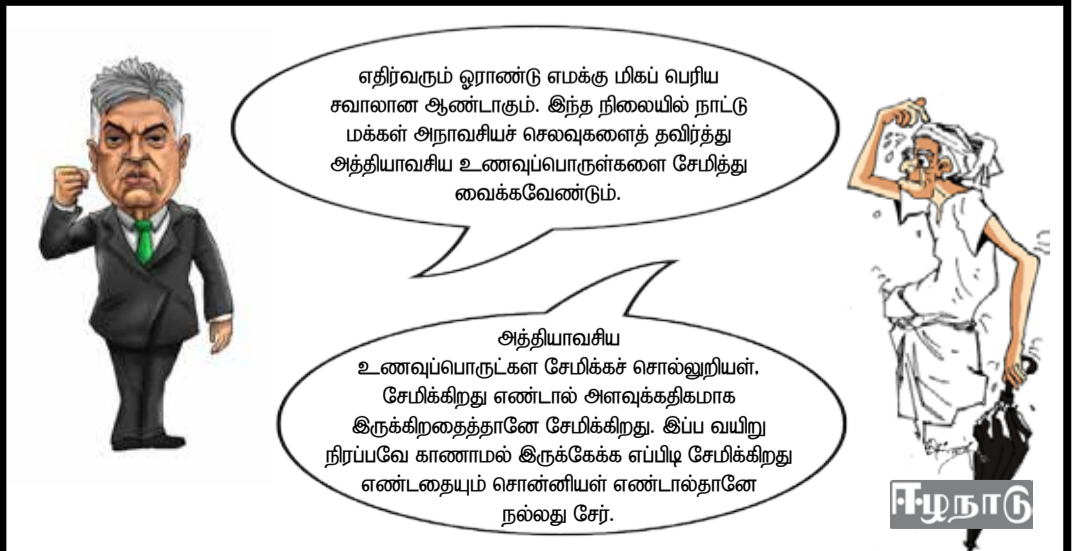 எதிர்வரும் ஓராண்டு எமக்கு மிகப் பெரிய
சவாலான ஆண்டாகும். இந்த நிலையில் நாட்டு
மக்கள் அநாவசியச் செலவுகளைத் தவிர்த்து
அத்தியாவசிய உணவுப்பொருள்களை சேமித்து
வைக்கவேண்டும்.
அத்தியாவசிய
உணவுப்பொருட்கள சேமிக்கச் சொல்லுறியள்,
சேமிக்கிறது எண்டால் அளவுக்கதிகமாக
இருக்கிறதைத்தானே சேமிக்கிறது. இப்ப வயிறு
நிரப்பவே காணாமல் இருக்கேக்க எப்பிடி சேமிக்கிறது
எண்டதையும் சொன்னியள் எண்டால்தானே
நல்லது சேர்.
ஈழநாடு